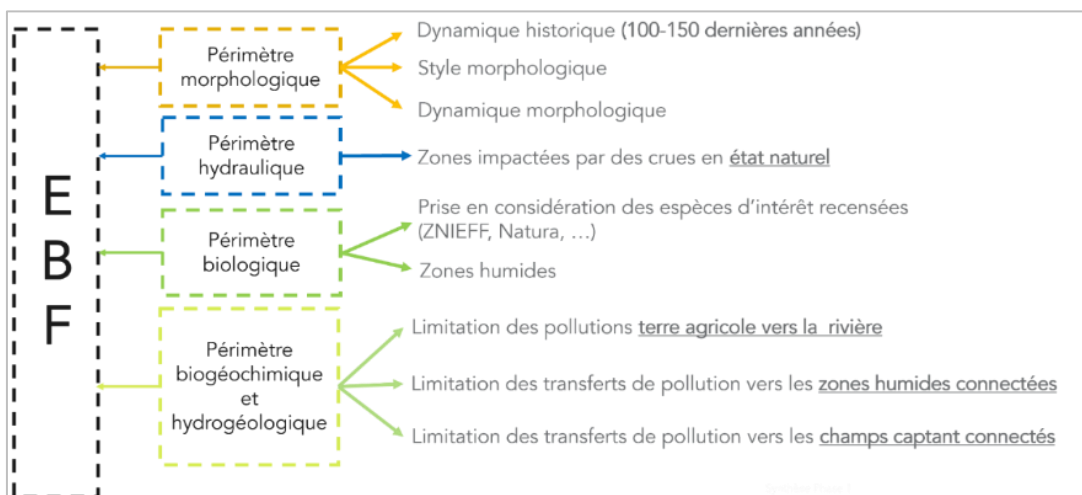 Périmètre
morphologique
Dynamique historique (100-150 dernières années)
Style morphologique
Dynamique morphologique
Périmètre
hydraulique
Zones impactées par des crues en état naturel
E
B
F
Périmètre
biologique
Prise en considération des espèces d'intérêt recensées
(ZNIEFF, Natura, ...)
Zones humides
Périmètre
biogéochimique
et
hydrogéologique
Limitation des pollutions terre agricole vers la rivière
Limitation des transferts de pollution vers les zones humides connectées
Limitation des transferts de pollution vers les champs captant connectés